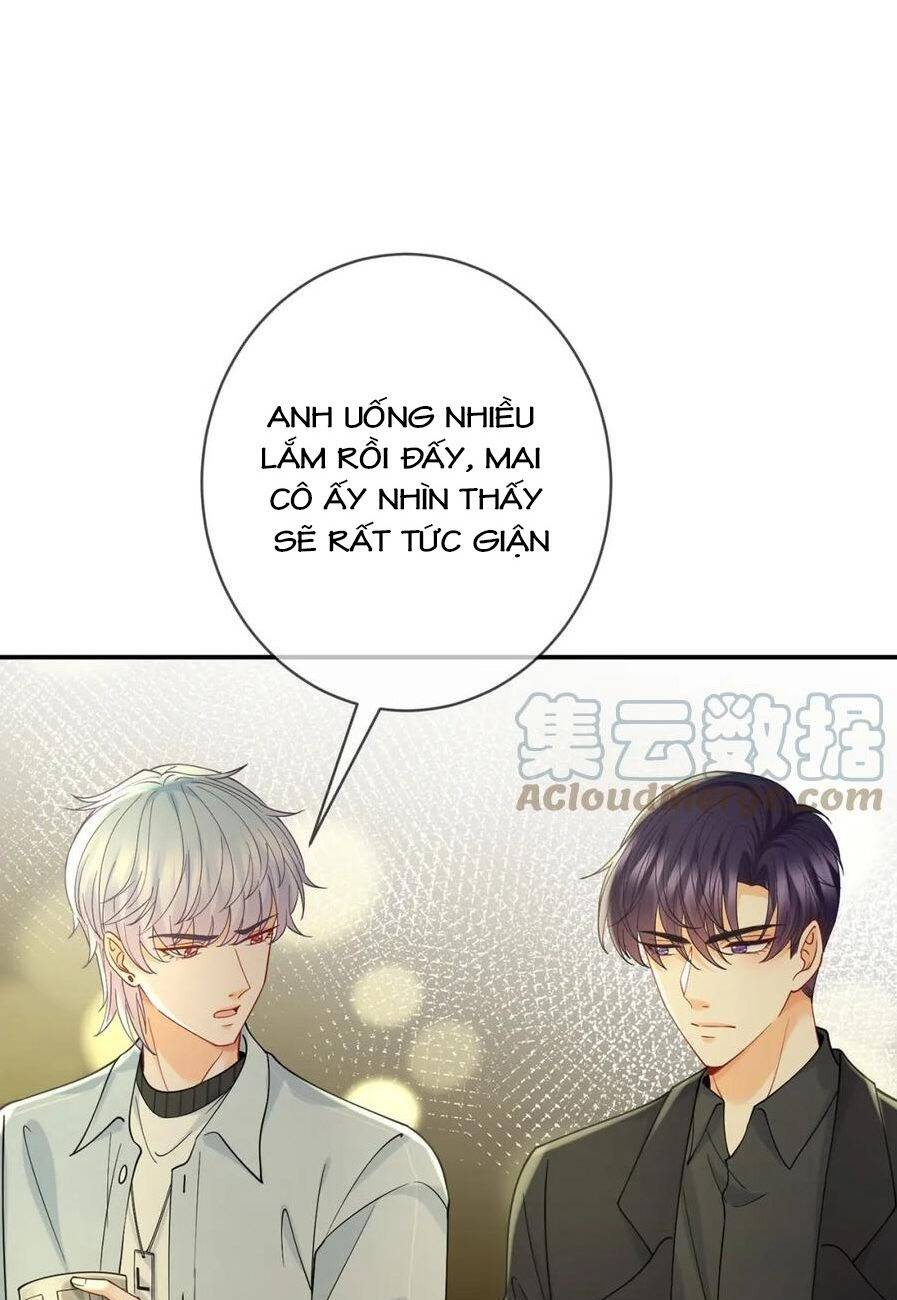 ANH UỐNG NHIỀU
LẮM RỒI ĐẤY, MAI
CÔ ẤY NHÌN THẤY
SẼ RẤT TỨC GIẬN
集云数据
ACloudMerge.com